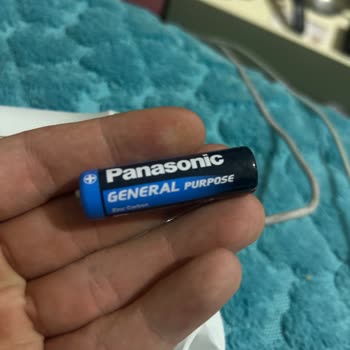 Panasonic
GENERAL PURPOSE
Zinc Carbon